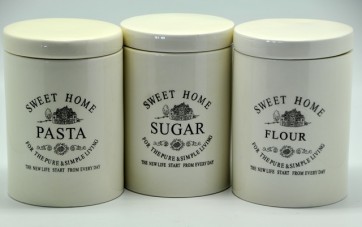 SWEET HOME
PASTA
FOR THE PURE & SIMPLE LIVING
THE NEW LIFE START FROM EVERY DAY
SWEET HOME
SUGAR
FOR THE PURE & SIMPLE LIVING
THE NEW LIFE START FROM EVERY DAY
SWEET HOME
FLOUR
FOR THE PURE & SIMPLE LIVING
THE NEW LIFE START FROM EVERY DAY